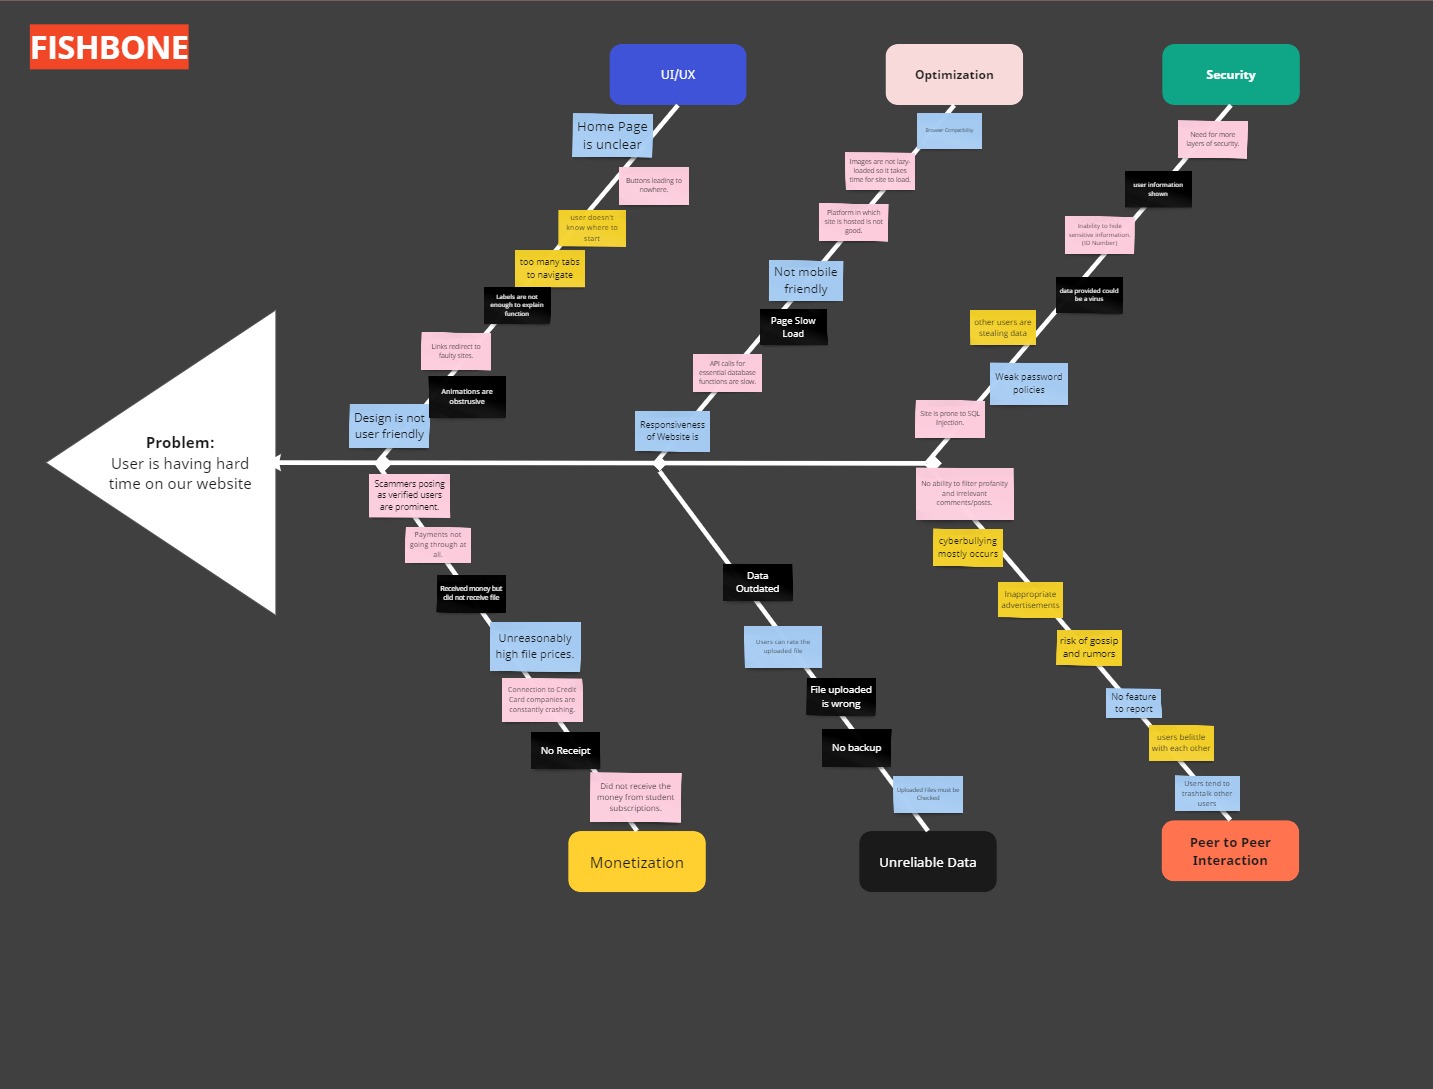 FISHBONE
UI/UX
Optimization
Security
Home Page
is unclear
Buttons leading to
nowhere.
user doesn't
know where to
start
too many tabs
to navigate
Labels are not
enough to explain
function
Links redirect to
faulty sites.
Animations are
obstrusive
Design is not
user friendly
Browser Compatibility
Images are not lazy-
loaded so it takes
time for site to load.
Platform in which
site is hosted is not
good.
Not mobile
friendly
Page Slow
Load
API calls for
essential database
functions are slow.
Responsiveness
of Website is
Need for more
layers of security.
user information
shown
Inability to hide
sensitive information.
(ID Number)
data provided could
be a virus
other users are
stealing data
Weak password
policies
Site is prone to SQL
Injection.
Problem:
User is having hard
time on our website
Scammers posing
as verified users
are prominent.
Payments not
going through at
all.
Received money but
did not receive file
Unreasonably
high file prices.
Connection to Credit
Card companies are
constantly crashing.
No Receipt
Did not receive the
money from student
subscriptions.
Monetization
Data
Outdated
Users can rate the
uploaded file
File uploaded
is wrong
No backup
Uploaded Files must be
Checked
Unreliable Data
No ability to filter profanity
and irrelevant
comments/posts.
cyberbullying
mostly occurs
Inappropriate
advertisements
risk of gossip
and rumors
No feature
to report
users belittle
with each other
Users tend to
trashtalk other
users
Peer to Peer
Interaction